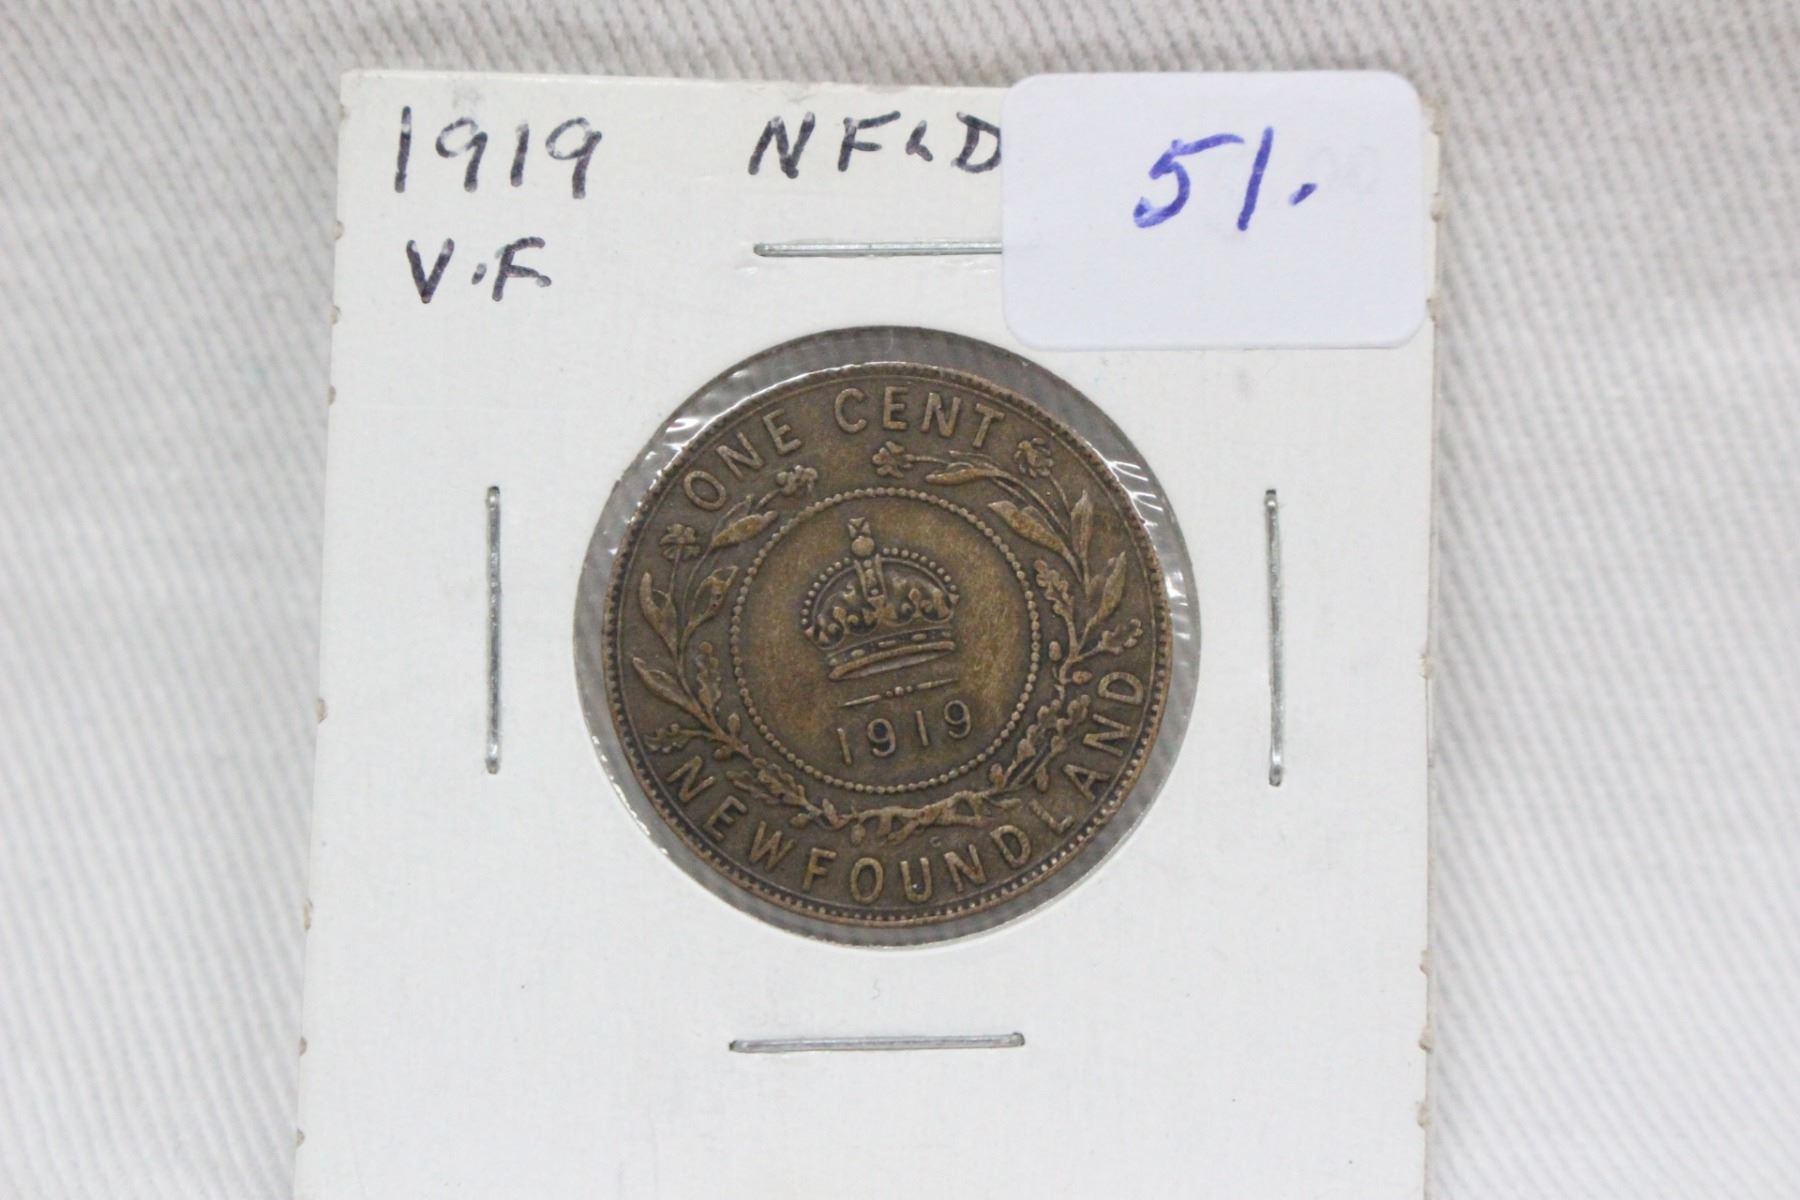 1919 NFLD
V.F
51.
ONE CENT
1919
NEWFOUNDLAND
C